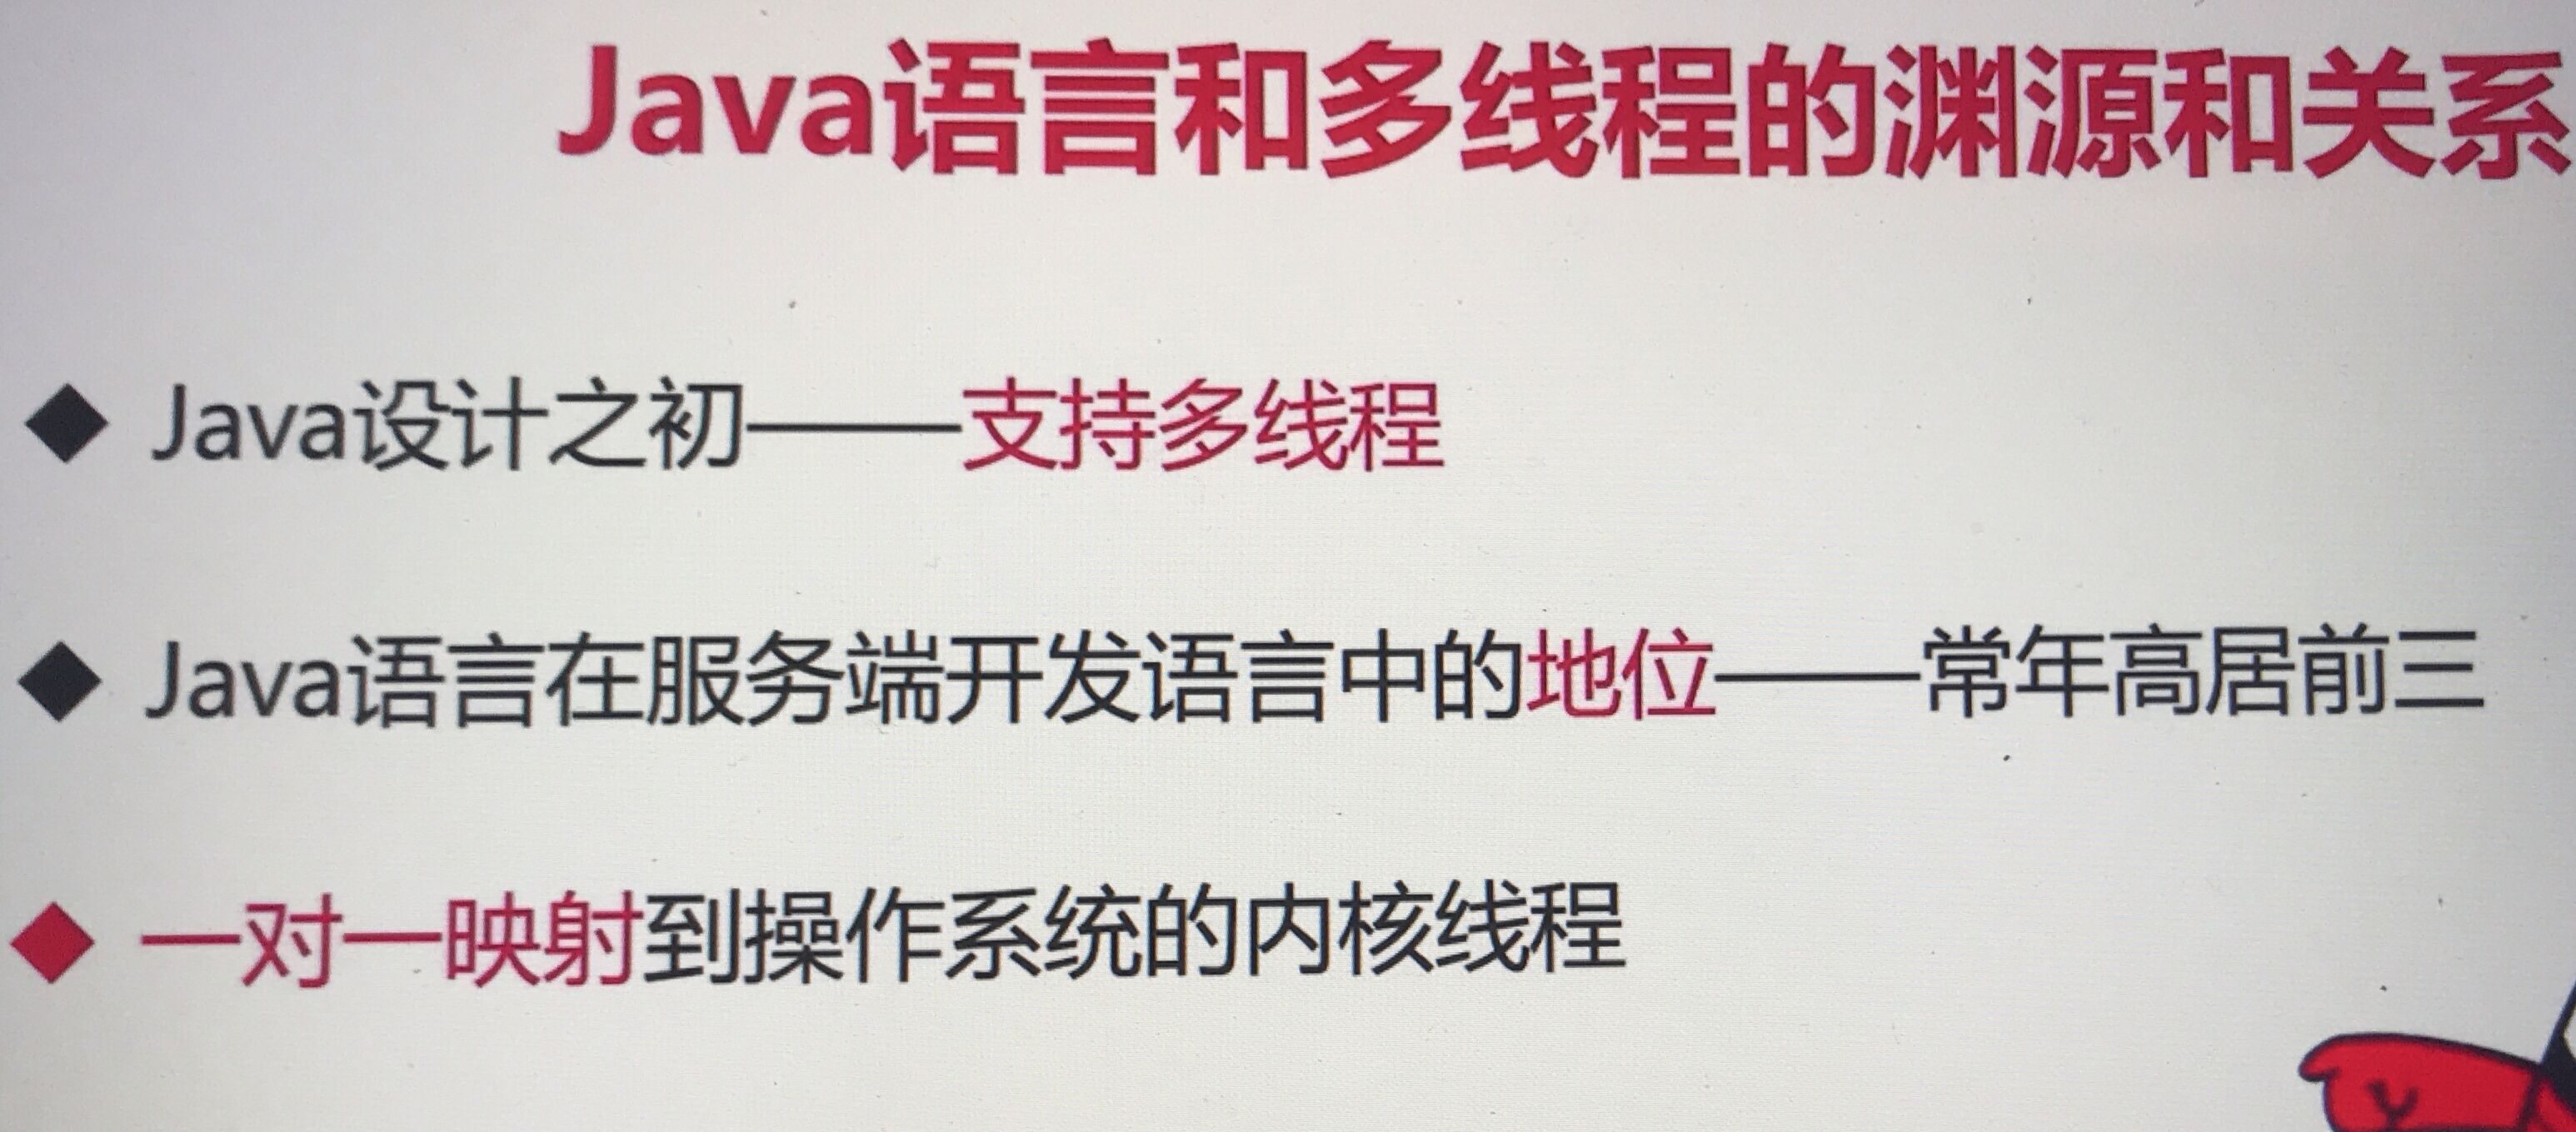 Java语言和多线程的渊源和关系
◆ Java设计之初——支持多线程
◆ Java语言在服务端开发语言中的地位——常年高居前三
◆ 一对一映射到操作系统的内核线程